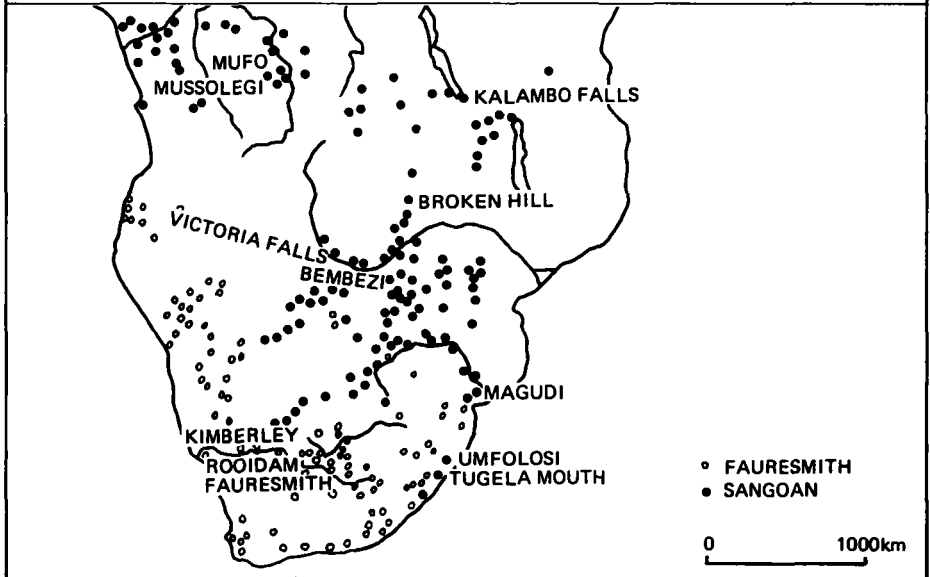 MUFO
MUSSOLEGI
KALAMBO FALLS
BROKEN HILL
VICTORIA FALLS
BEMBEZI
MAGUDI
KIMBERLEY
ROOIDAM
FAURESMITH
UMFOLOSI
TUGELA MOUTH
FAURESMITH
SANGOAN
0 1000km